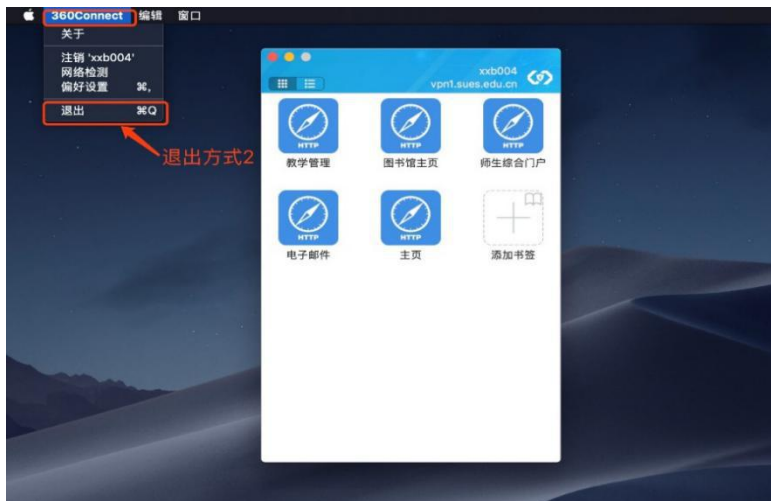 360Connect 编辑 窗口
关于
注销 'xxb004'
网络检测
偏好设置 ⌘,
退出 ⌘Q
退出方式2
xxb004
vpn1.sues.edu.cn
HTTP HTTP HTTP
教学管理 图书馆主页 师生综合门户
HTTP HTTP
电子邮件 主页 添加书签